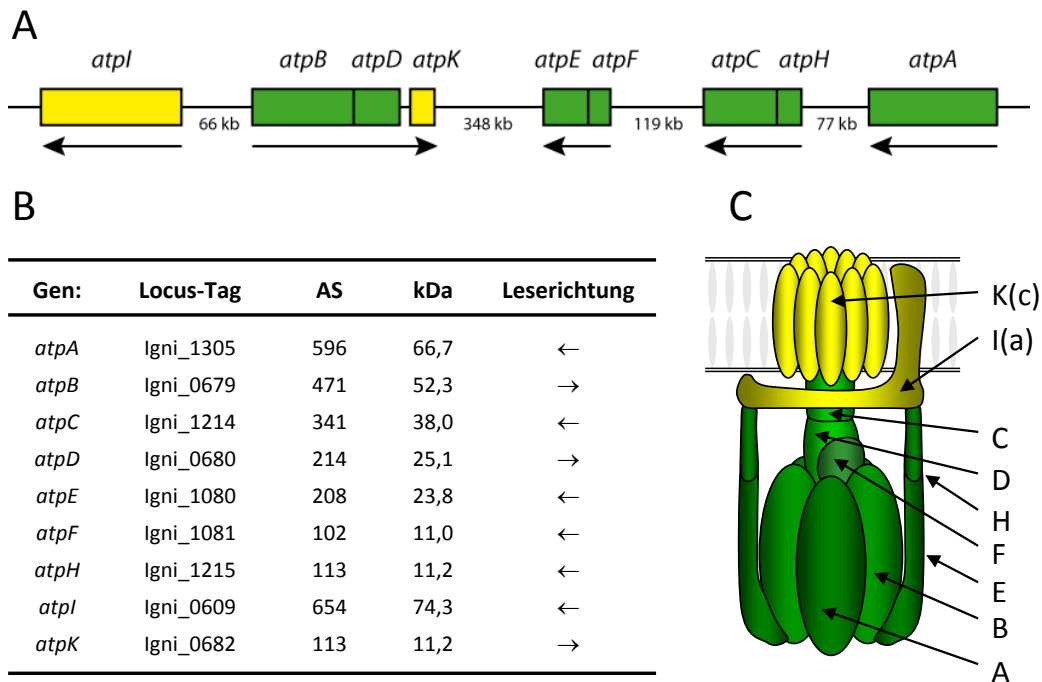 A
atpI atpB atpD atpK atpE atpF atpC atpH atpA
66 kb 348 kb 119 kb 77 kb
B
Gen: Locus-Tag AS kDa Leserichtung
atpA Igni_1305 596 66,7 ←
atpB Igni_0679 471 52,3 →
atpC Igni_1214 341 38,0 ←
atpD Igni_0680 214 25,1 →
atpE Igni_1080 208 23,8 ←
atpF Igni_1081 102 11,0 ←
atpH Igni_1215 113 11,2 ←
atpI Igni_0609 654 74,3 ←
atpK Igni_0682 113 11,2 →
C
K(c)
I(a)
C
D
H
F
E
B
A